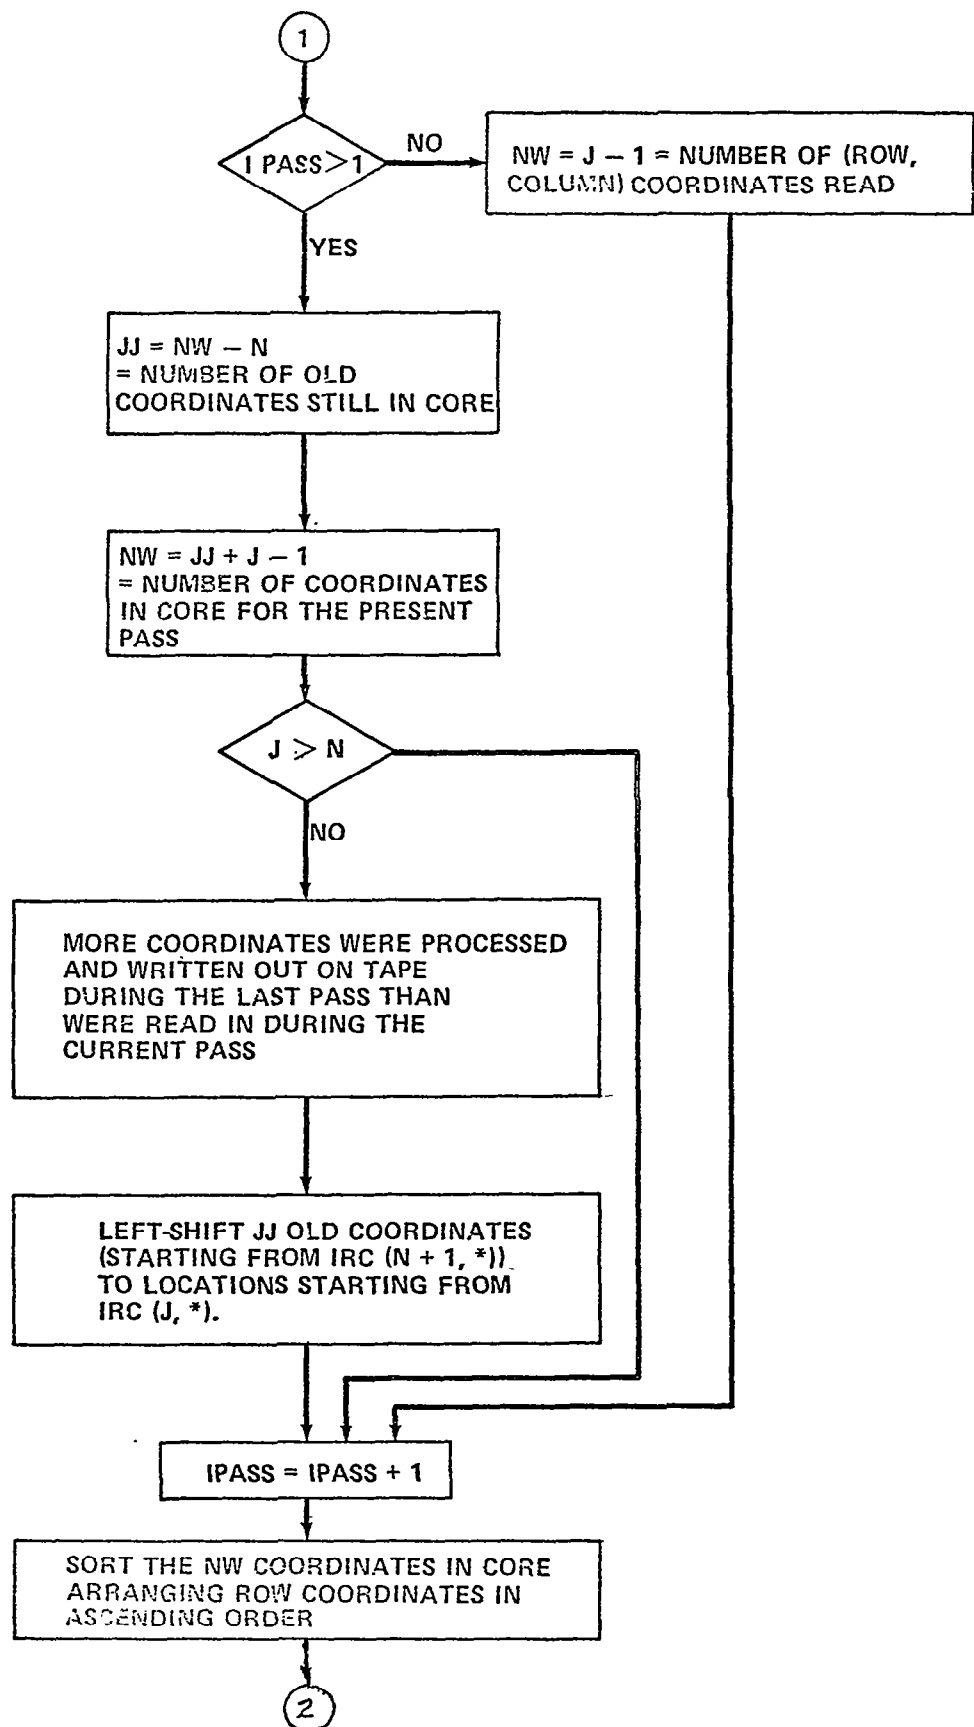 1
I PASS>1
NO
NW = J – 1 = NUMBER OF (ROW,
COLUMN) COORDINATES READ
YES
JJ = NW – N
= NUMBER OF OLD
COORDINATES STILL IN CORE
NW = JJ + J – 1
= NUMBER OF COORDINATES
IN CORE FOR THE PRESENT
PASS
J > N
NO
MORE COORDINATES WERE PROCESSED
AND WRITTEN OUT ON TAPE
DURING THE LAST PASS THAN
WERE READ IN DURING THE
CURRENT PASS
LEFT-SHIFT JJ OLD COORDINATES
(STARTING FROM IRC (N + 1, *))
TO LOCATIONS STARTING FROM
IRC (J, *).
IPASS = IPASS + 1
SORT THE NW COORDINATES IN CORE
ARRANGING ROW COORDINATES IN
ASCENDING ORDER
2